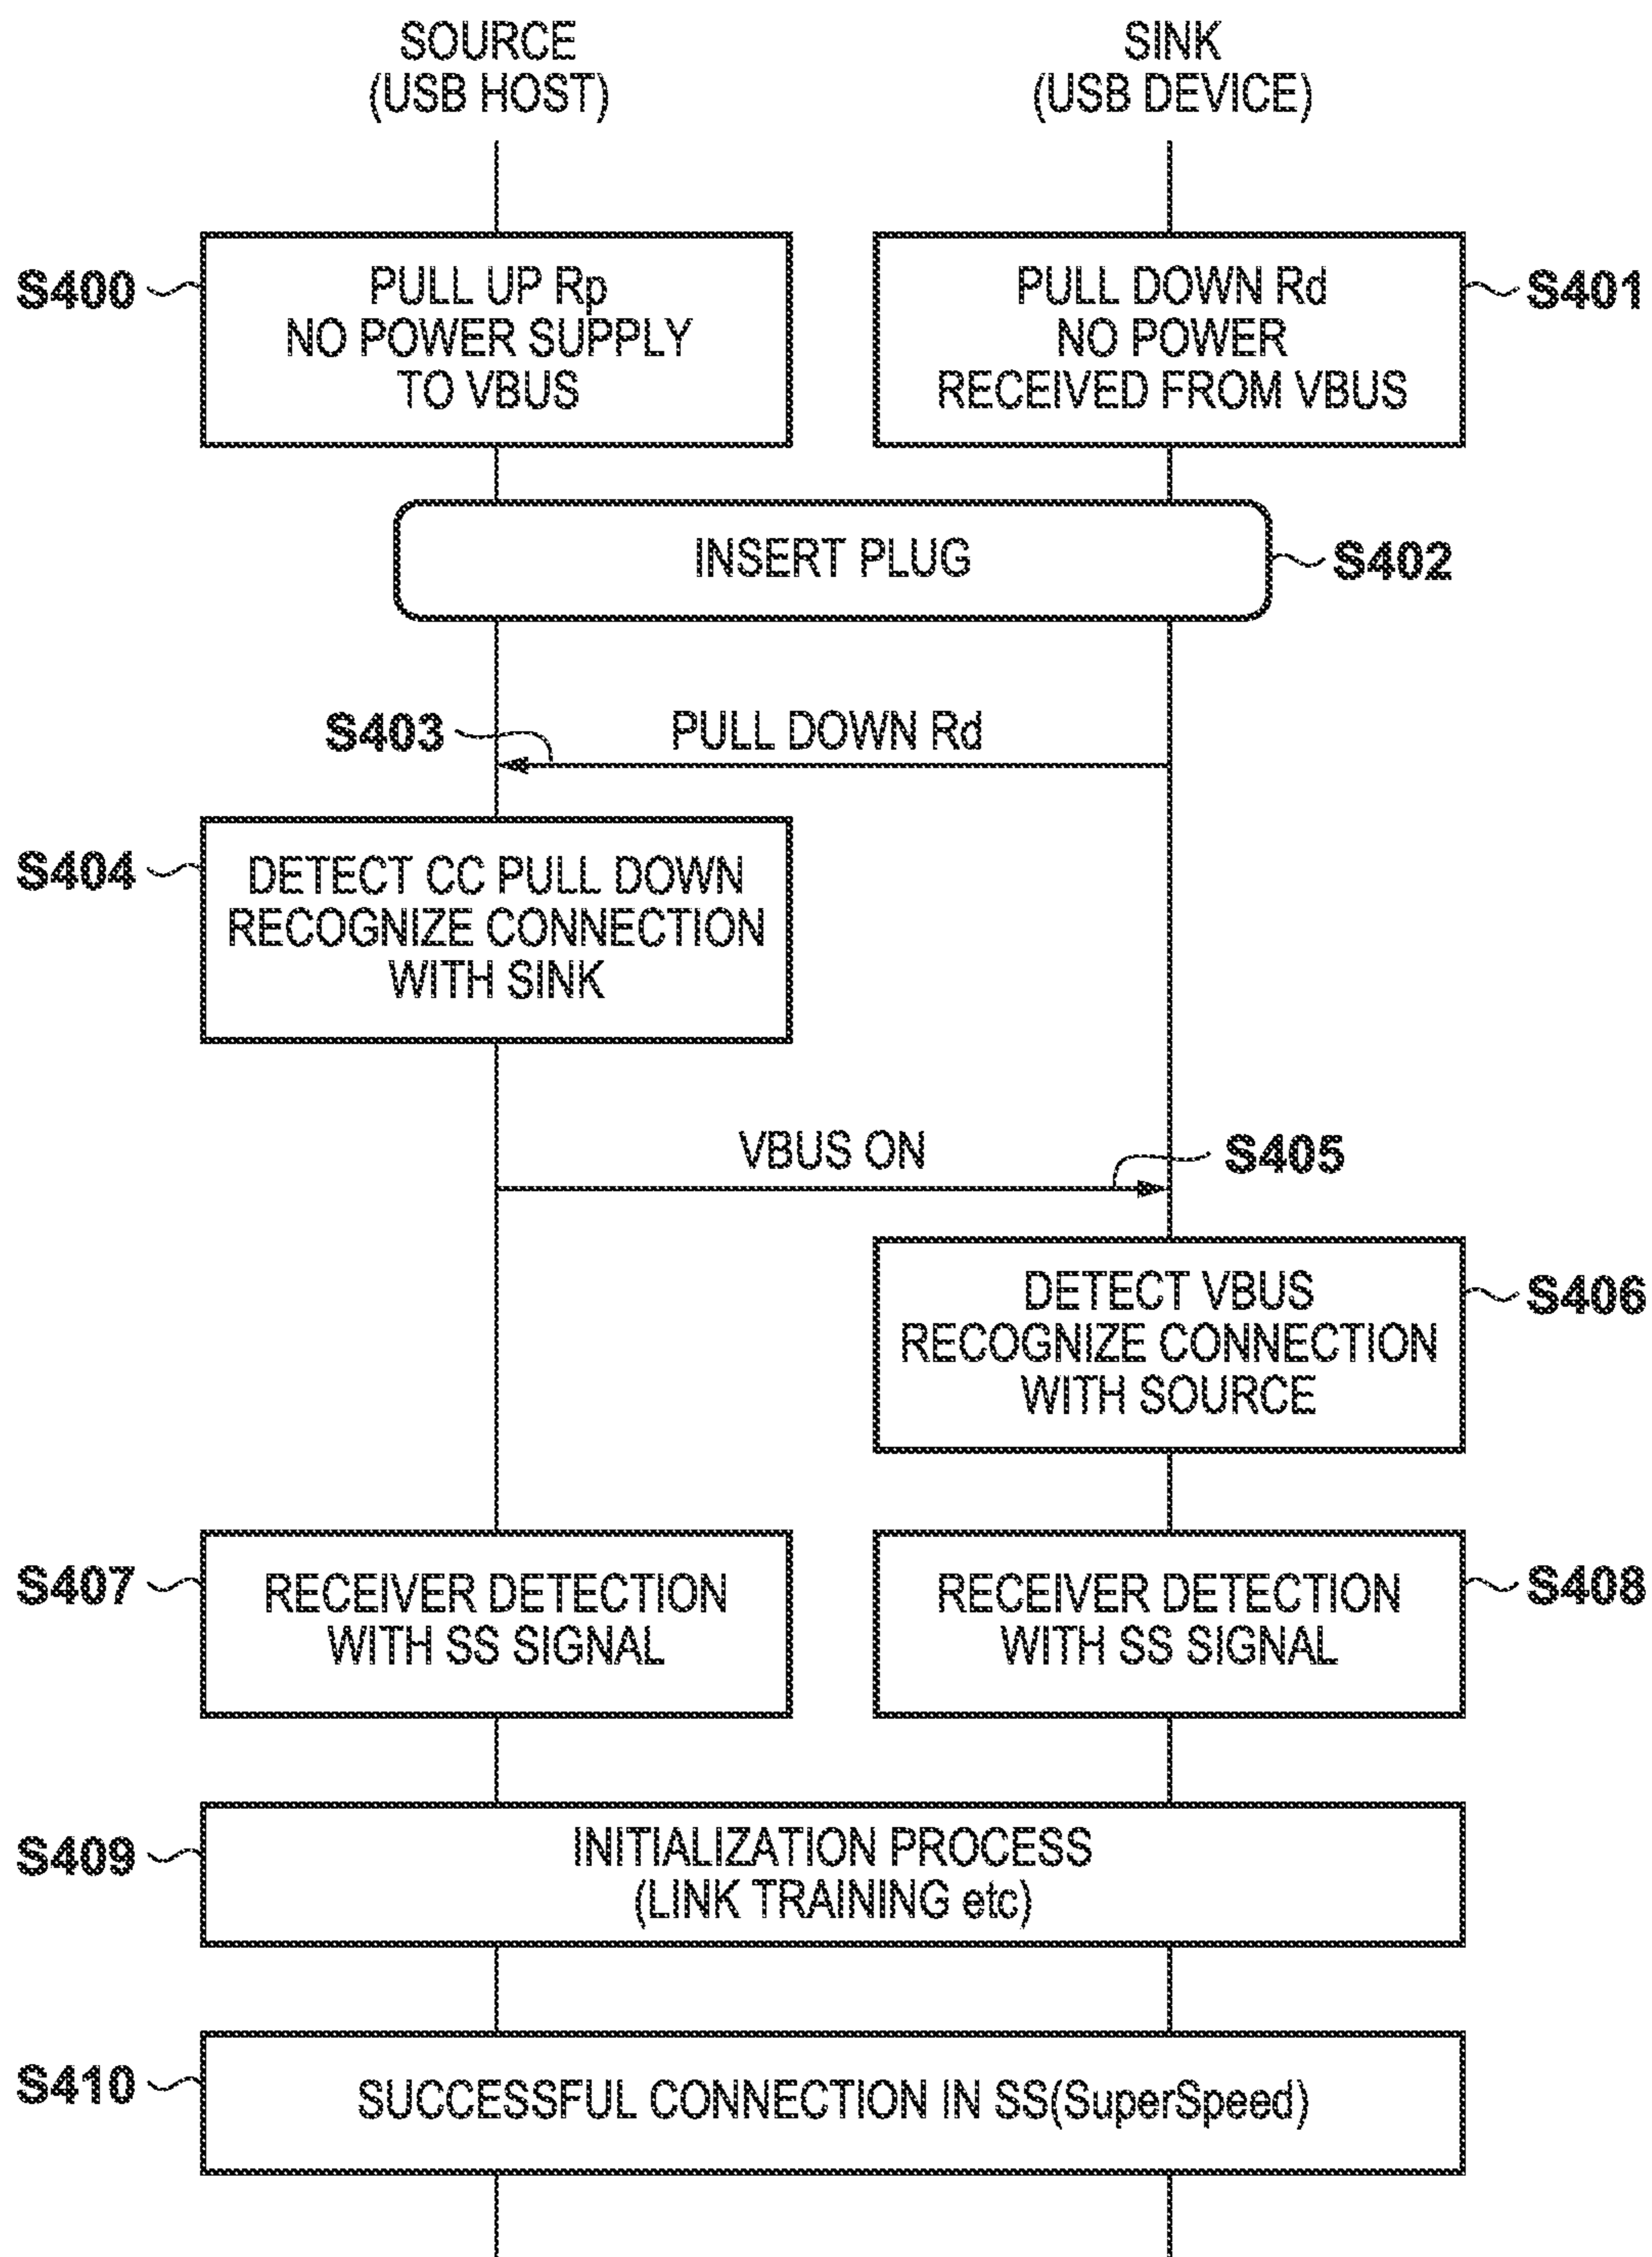 SOURCE
(USB HOST)
SINK
(USB DEVICE)
S400
PULL UP Rp
NO POWER SUPPLY
TO VBUS
PULL DOWN Rd
NO POWER
RECEIVED FROM VBUS
S401
INSERT PLUG
S402
S403
PULL DOWN Rd
S404
DETECT CC PULL DOWN
RECOGNIZE CONNECTION
WITH SINK
VBUS ON
S405
DETECT VBUS
RECOGNIZE CONNECTION
WITH SOURCE
S406
S407
RECEIVER DETECTION
WITH SS SIGNAL
RECEIVER DETECTION
WITH SS SIGNAL
S408
S409
INITIALIZATION PROCESS
(LINK TRAINING etc)
S410
SUCCESSFUL CONNECTION IN SS(SuperSpeed)